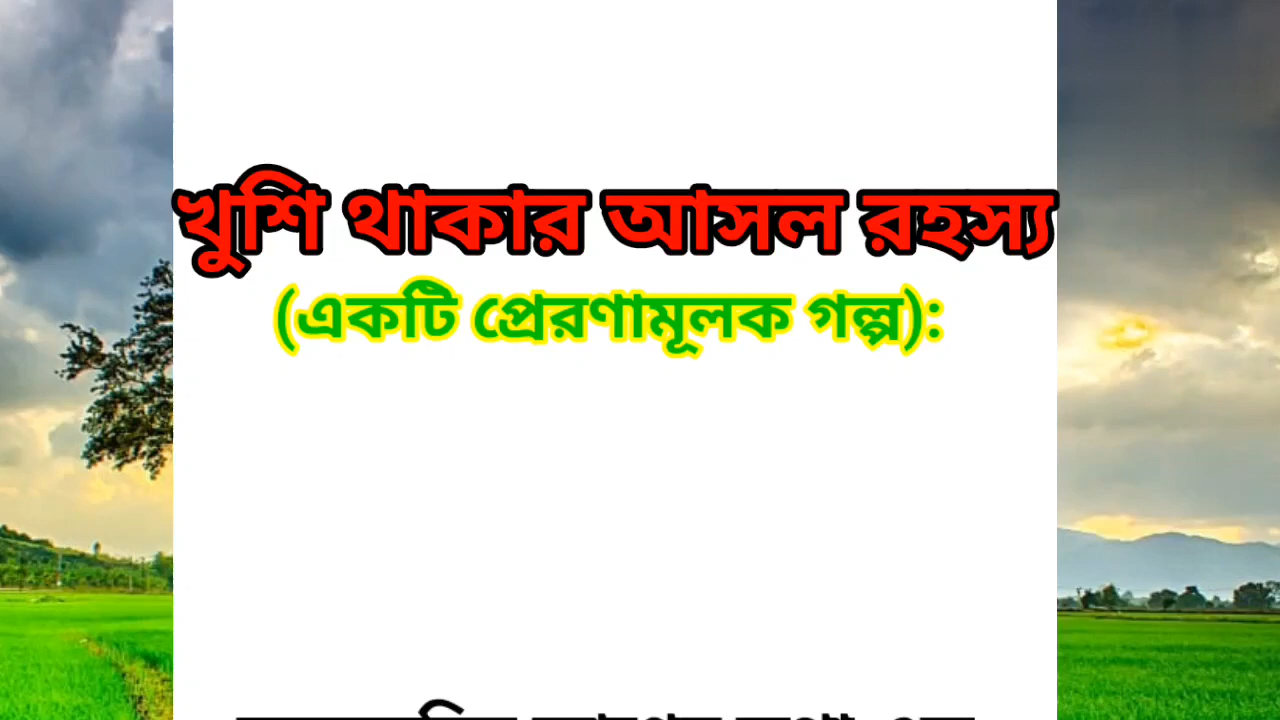 খুশি থাকার আসল রহস্য
(একটি প্রেরণামূলক গল্প):